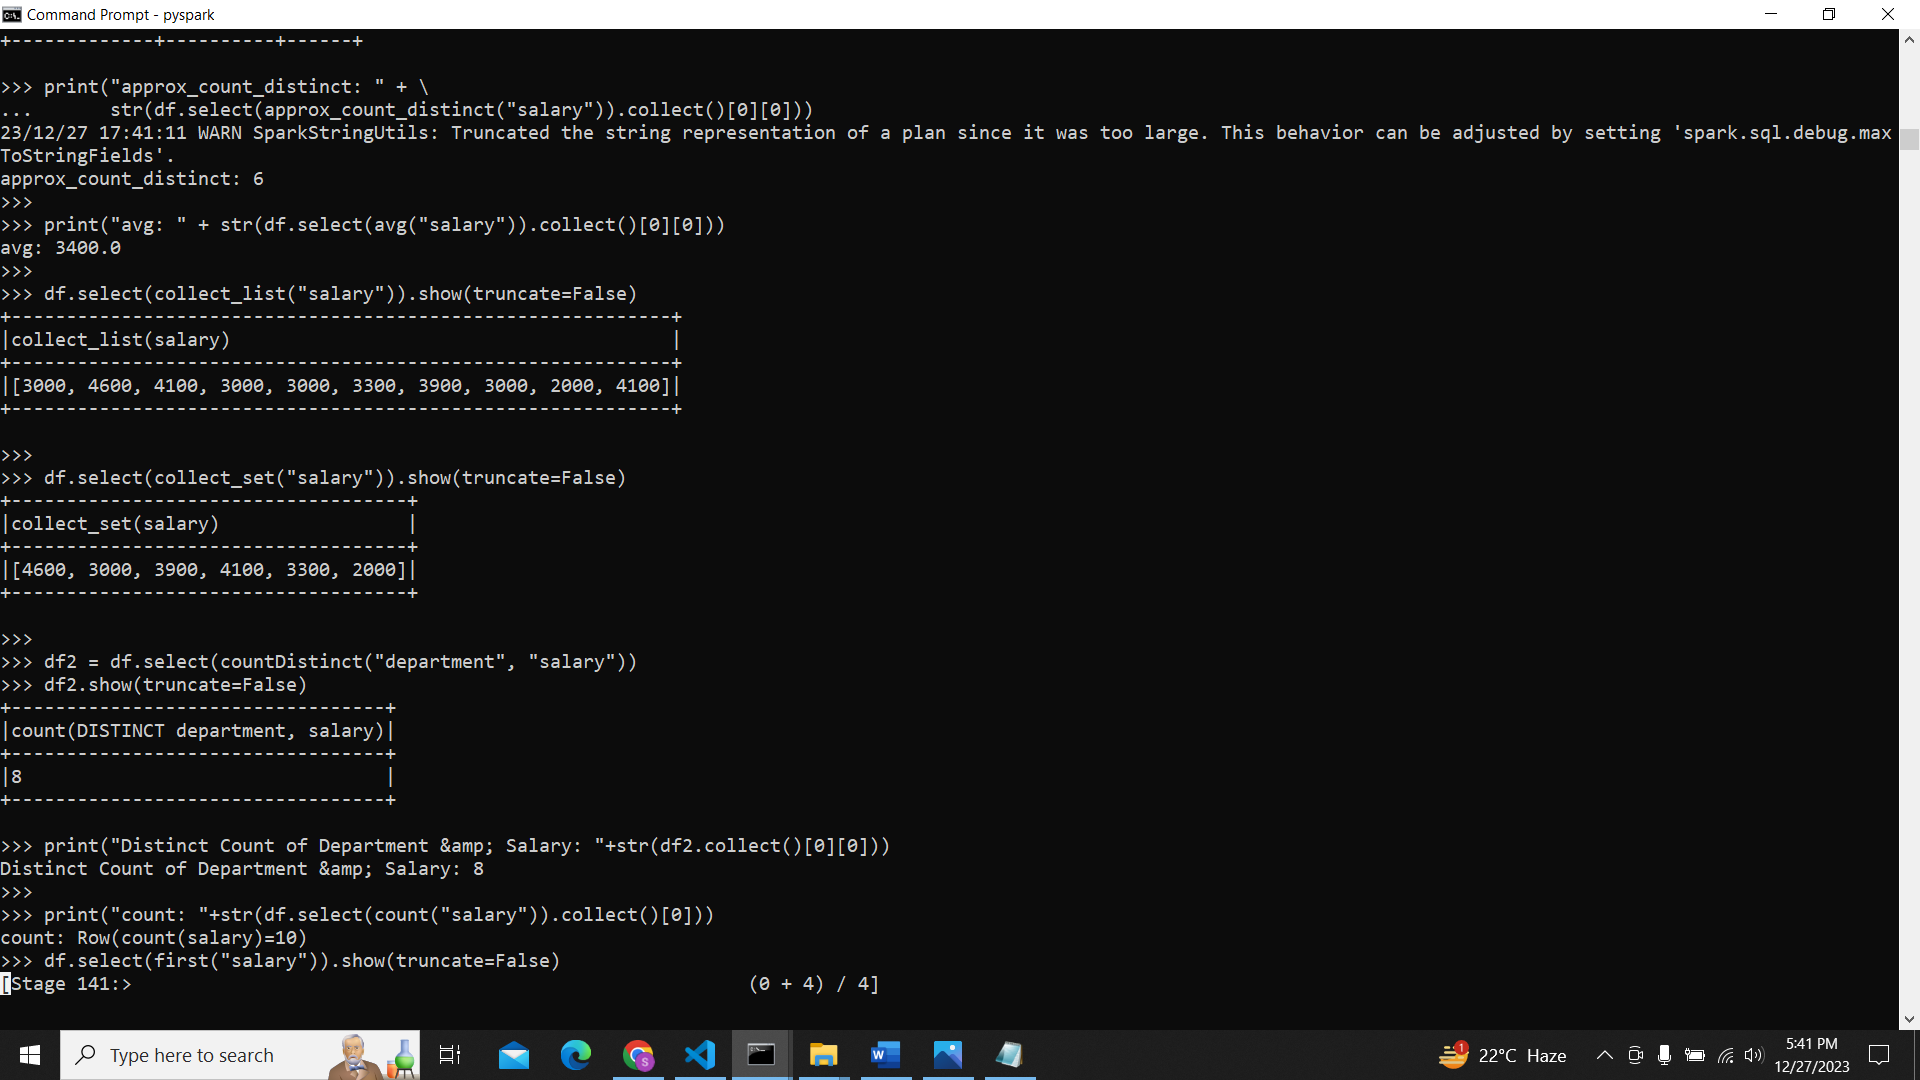 Command Prompt - pyspark
+-------------+----------+------+
>>> print("approx_count_distinct: " + \
...       str(df.select(approx_count_distinct("salary")).collect()[0][0]))
23/12/27 17:41:11 WARN SparkStringUtils: Truncated the string representation of a plan since it was too large. This behavior can be adjusted by setting 'spark.sql.debug.max
ToStringFields'.
approx_count_distinct: 6
>>>
>>> print("avg: " + str(df.select(avg("salary")).collect()[0][0]))
avg: 3400.0
>>>
>>> df.select(collect_list("salary")).show(truncate=False)
+------------------------------------------------------------+
|collect_list(salary)                                        |
+------------------------------------------------------------+
|[3000, 4600, 4100, 3000, 3000, 3300, 3900, 3000, 2000, 4100]|
+------------------------------------------------------------+
>>>
>>> df.select(collect_set("salary")).show(truncate=False)
+------------------------------------+
|collect_set(salary)                 |
+------------------------------------+
|[4600, 3000, 3900, 4100, 3300, 2000]|
+------------------------------------+
>>>
>>> df2 = df.select(countDistinct("department", "salary"))
>>> df2.show(truncate=False)
+----------------------------------+
|count(DISTINCT department, salary)|
+----------------------------------+
|8                                 |
+----------------------------------+
>>> print("Distinct Count of Department &amp; Salary: "+str(df2.collect()[0][0]))
Distinct Count of Department &amp; Salary: 8
>>>
>>> print("count: "+str(df.select(count("salary")).collect()[0]))
count: Row(count(salary)=10)
>>> df.select(first("salary")).show(truncate=False)
[Stage 141:>                                                        (0 + 4) / 4]
Type here to search
1
22°C Haze
5:41 PM
12/27/2023